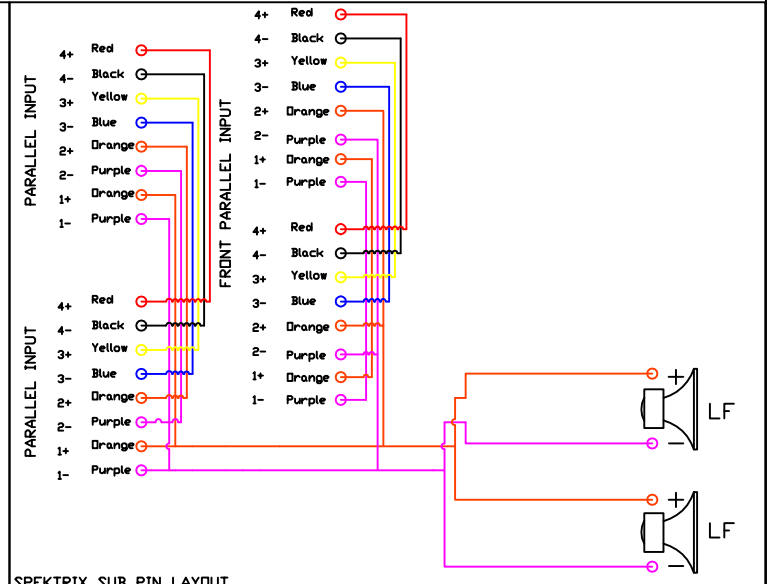 PARALLEL INPUT
4+ Red
4- Black
3+ Yellow
3- Blue
2+ Orange
2- Purple
1+ Orange
1- Purple
PARALLEL INPUT
4+ Red
4- Black
3+ Yellow
3- Blue
2+ Orange
2- Purple
1+ Orange
1- Purple
FRONT PARALLEL INPUT
4+ Red
4- Black
3+ Yellow
3- Blue
2+ Orange
2- Purple
1+ Orange
1- Purple
4+ Red
4- Black
3+ Yellow
3- Blue
2+ Orange
2- Purple
1+ Orange
1- Purple
+
LF
−
+
LF
−
SPEKTRIX SUB PIN LAYOUT